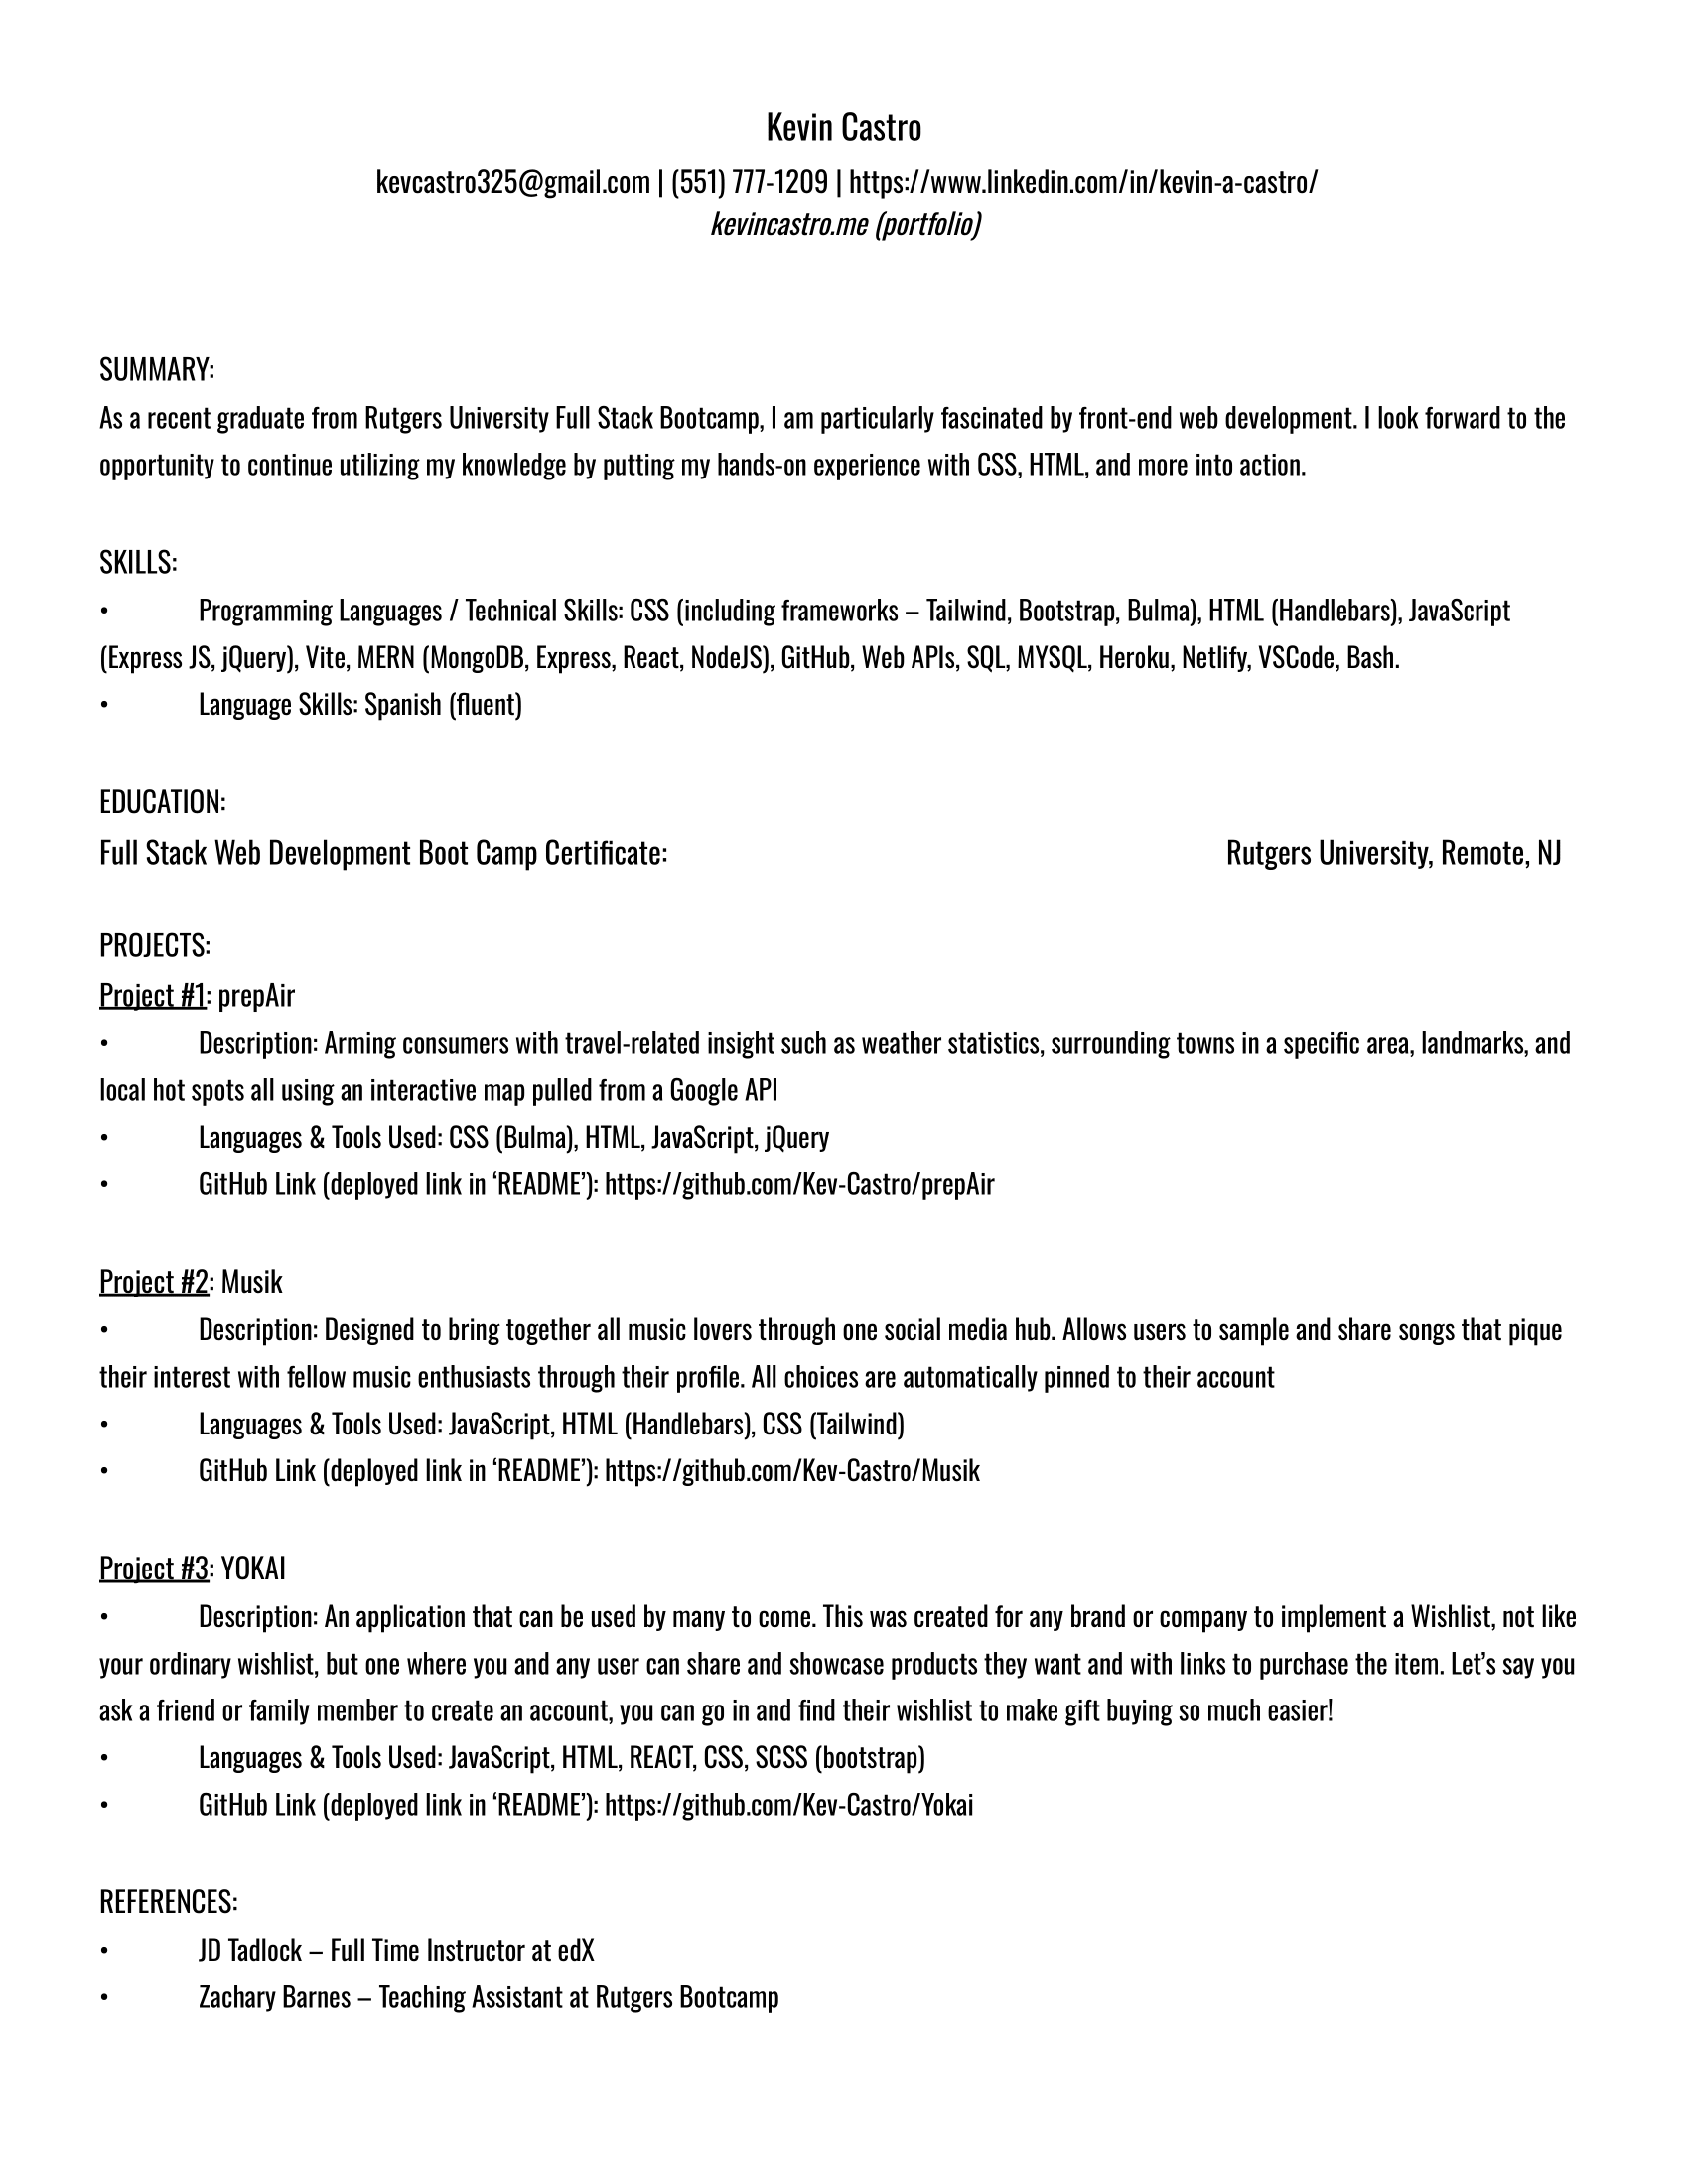 Kevin Castro
kevcastro325@gmail.com | (551) 777-1209 | https://www.linkedin.com/in/kevin-a-castro/
kevincastro.me (portfolio)
SUMMARY:
As a recent graduate from Rutgers University Full Stack Bootcamp, I am particularly fascinated by front-end web development. I look forward to the
opportunity to continue utilizing my knowledge by putting my hands-on experience with CSS, HTML, and more into action.
SKILLS:
• Programming Languages / Technical Skills: CSS (including frameworks – Tailwind, Bootstrap, Bulma), HTML (Handlebars), JavaScript
(Express JS, jQuery), Vite, MERN (MongoDB, Express, React, NodeJS), GitHub, Web APIs, SQL, MYSQL, Heroku, Netlify, VSCode, Bash.
• Language Skills: Spanish (fluent)
EDUCATION:
Full Stack Web Development Boot Camp Certificate: Rutgers University, Remote, NJ
PROJECTS:
Project #1: prepAir
• Description: Arming consumers with travel-related insight such as weather statistics, surrounding towns in a specific area, landmarks, and
local hot spots all using an interactive map pulled from a Google API
• Languages & Tools Used: CSS (Bulma), HTML, JavaScript, jQuery
• GitHub Link (deployed link in ‘README’): https://github.com/Kev-Castro/prepAir
Project #2: Musik
• Description: Designed to bring together all music lovers through one social media hub. Allows users to sample and share songs that pique
their interest with fellow music enthusiasts through their profile. All choices are automatically pinned to their account
• Languages & Tools Used: JavaScript, HTML (Handlebars), CSS (Tailwind)
• GitHub Link (deployed link in ‘README’): https://github.com/Kev-Castro/Musik
Project #3: YOKAI
• Description: An application that can be used by many to come. This was created for any brand or company to implement a Wishlist, not like
your ordinary wishlist, but one where you and any user can share and showcase products they want and with links to purchase the item. Let’s say you
ask a friend or family member to create an account, you can go in and find their wishlist to make gift buying so much easier!
• Languages & Tools Used: JavaScript, HTML, REACT, CSS, SCSS (bootstrap)
• GitHub Link (deployed link in ‘README’): https://github.com/Kev-Castro/Yokai
REFERENCES:
• JD Tadlock – Full Time Instructor at edX
• Zachary Barnes – Teaching Assistant at Rutgers Bootcamp